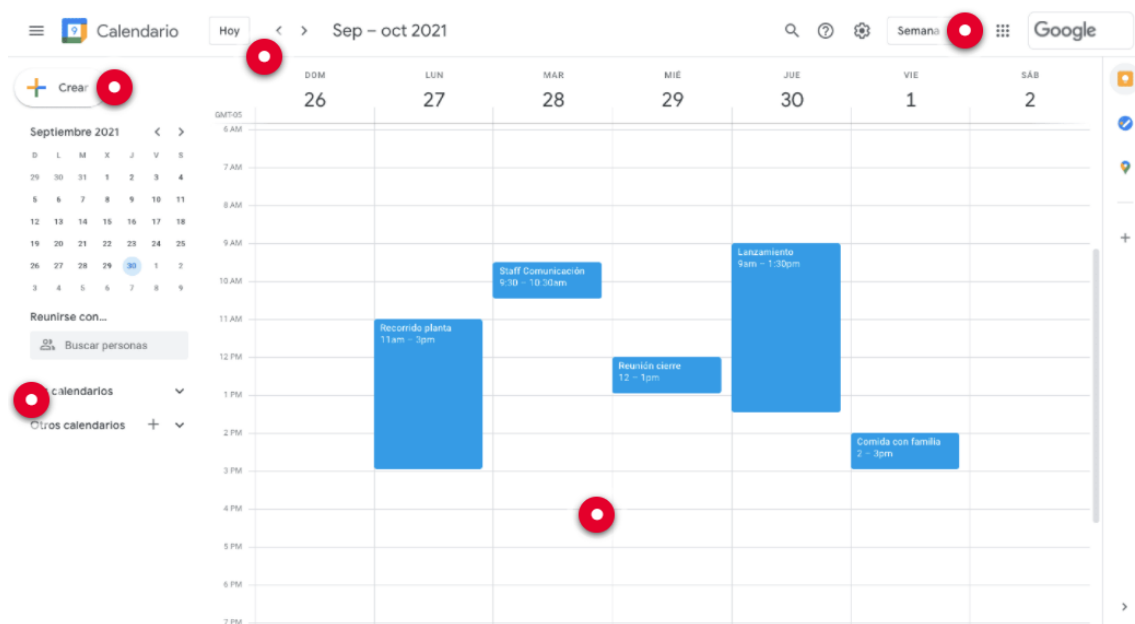 9 Calendario Hoy Sep – oct 2021 Semana Google
Crear
DOM LUN MAR MIÉ JUE VIE SÁB
26 27 28 29 30 1 2
GMT-05
Septiembre 2021
D L M X J V S
29 30 31 1 2 3 4
5 6 7 8 9 10 11
12 13 14 15 16 17 18
19 20 21 22 23 24 25
26 27 28 29 30 1 2
3 4 5 6 7 8 9
Reunirse con...
Buscar personas
calendarios
Otros calendarios
6 AM
7 AM
8 AM
9 AM
10 AM
11 AM
12 PM
1 PM
2 PM
3 PM
4 PM
5 PM
6 PM
7 PM
Recorrido planta
11am – 3pm
Staff Comunicación
9:30 – 10:30am
Reunión cierre
12 – 1pm
Lanzamiento
9am – 1:30pm
Comida con familia
2 – 3pm